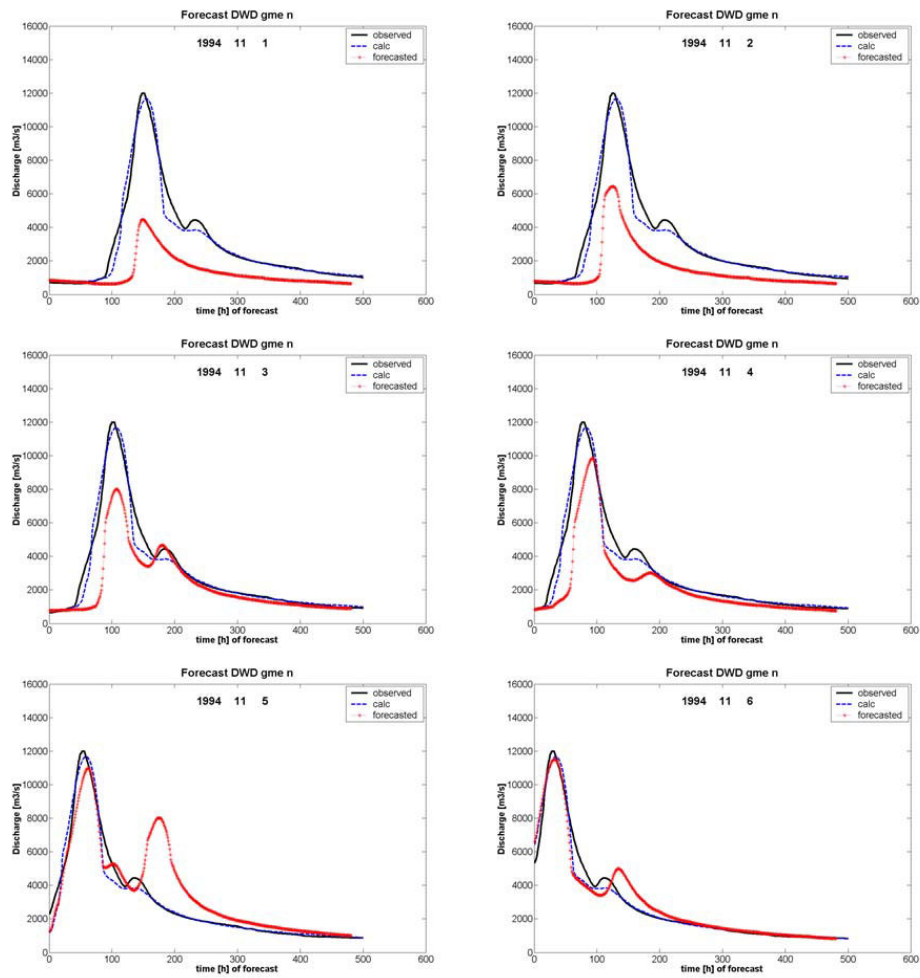 Forecast DWD gme n
1994 11 1
observed
calc
forecasted
Discharge [m3/s]
16000
14000
12000
10000
8000
6000
4000
2000
0
0 100 200 300 400 500 600
time [h] of forecast
Forecast DWD gme n
1994 11 2
observed
calc
forecasted
Discharge [m3/s]
16000
14000
12000
10000
8000
6000
4000
2000
0
0 100 200 300 400 500 600
time [h] of forecast
Forecast DWD gme n
1994 11 3
observed
calc
forecasted
Discharge [m3/s]
16000
14000
12000
10000
8000
6000
4000
2000
0
0 100 200 300 400 500 600
time [h] of forecast
Forecast DWD gme n
1994 11 4
observed
calc
forecasted
Discharge [m3/s]
16000
14000
12000
10000
8000
6000
4000
2000
0
0 100 200 300 400 500 600
time [h] of forecast
Forecast DWD gme n
1994 11 5
observed
calc
forecasted
Discharge [m3/s]
16000
14000
12000
10000
8000
6000
4000
2000
0
0 100 200 300 400 500 600
time [h] of forecast
Forecast DWD gme n
1994 11 6
observed
calc
forecasted
Discharge [m3/s]
16000
14000
12000
10000
8000
6000
4000
2000
0
0 100 200 300 400 500 600
time [h] of forecast